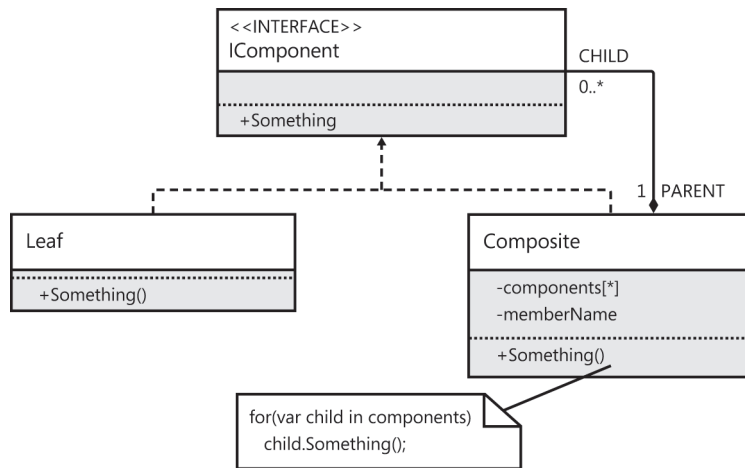 <<INTERFACE>>
IComponent
CHILD
0..*
+Something
1 PARENT
Leaf
+Something()
Composite
-components[*]
-memberName
+Something()
for(var child in components)
child.Something();